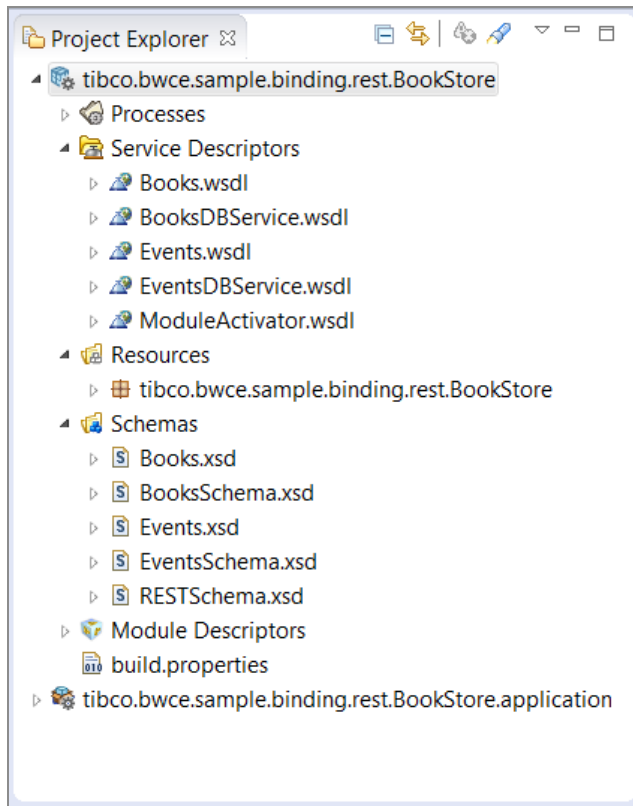 Project Explorer
tibco.bwce.sample.binding.rest.BookStore
Processes
Service Descriptors
Books.wsdl
BooksDBService.wsdl
Events.wsdl
EventsDBService.wsdl
ModuleActivator.wsdl
Resources
tibco.bwce.sample.binding.rest.BookStore
Schemas
Books.xsd
BooksSchema.xsd
Events.xsd
EventsSchema.xsd
RESTSchema.xsd
Module Descriptors
build.properties
tibco.bwce.sample.binding.rest.BookStore.application